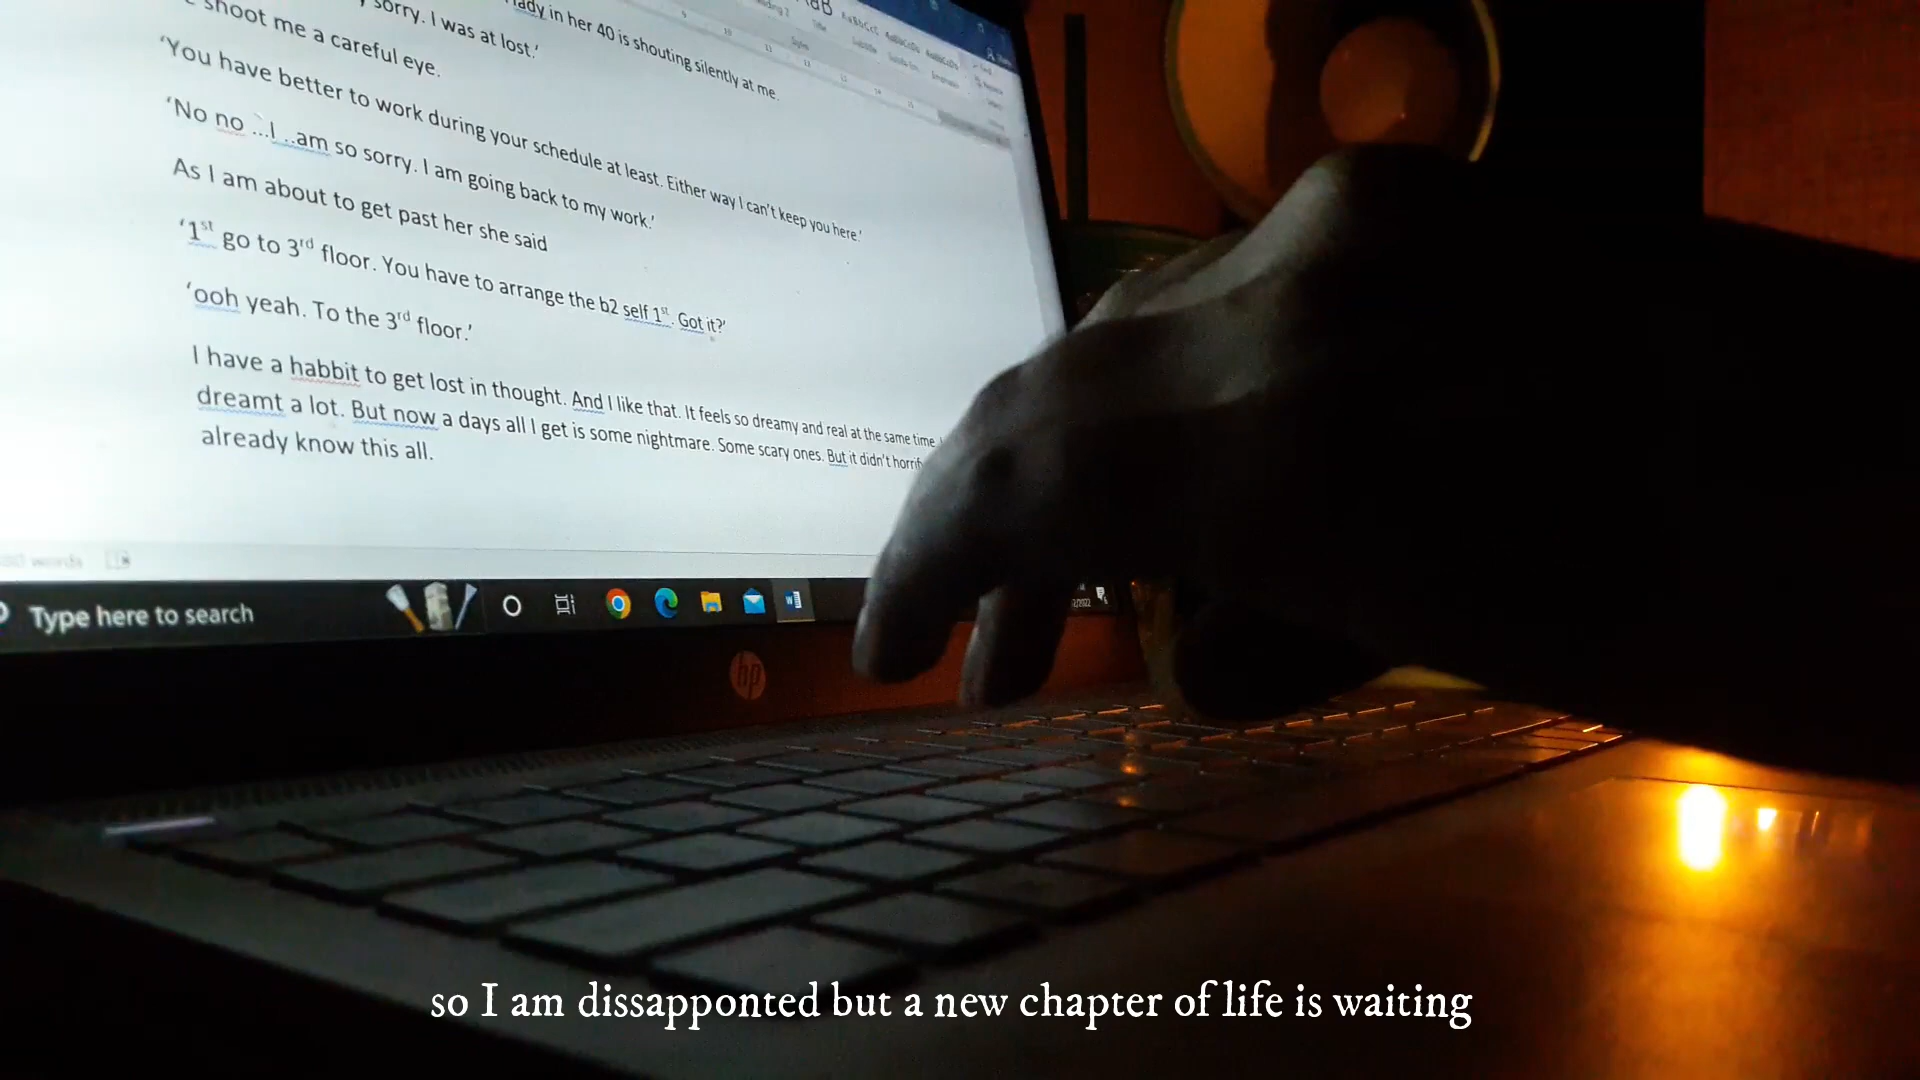 lady in her 40 is shouting silently at me.
sorry. I was at lost.'
shoot me a careful eye.
'You have better to work during your schedule at least. Either way I can't keep you here.'
'No no ...I ..am so sorry. I am going back to my work.'
As I am about to get past her she said
'1st go to 3rd floor. You have to arrange the b2 self 1st. Got it?'
'ooh yeah. To the 3rd floor.'
I have a habbit to get lost in thought. And I like that. It feels so dreamy and real at the same time.
dreamt a lot. But now a days all I get is some nightmare. Some scary ones. But it didn't horrif
already know this all.
words
Type here to search
hp
so I am dissapponted but a new chapter of life is waiting